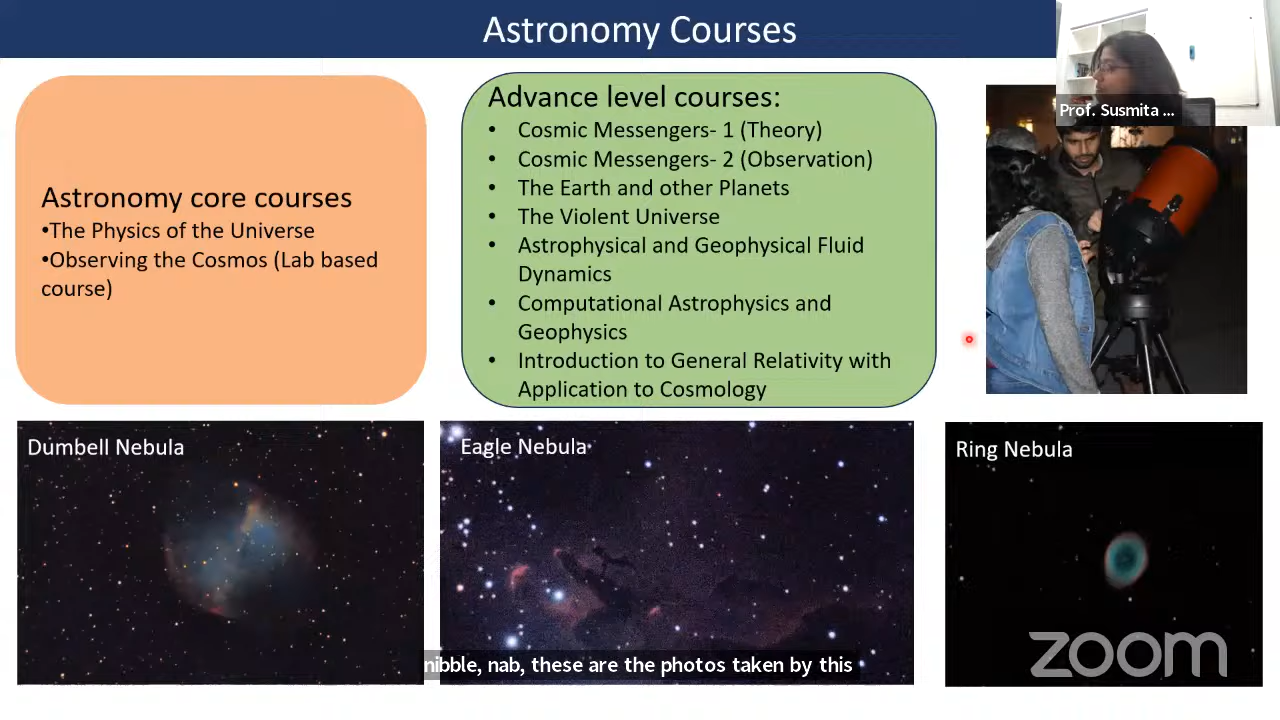 Astronomy Courses
Prof. Susmita ...
Astronomy core courses
•The Physics of the Universe
•Observing the Cosmos (Lab based
course)
Advance level courses:
• Cosmic Messengers- 1 (Theory)
• Cosmic Messengers- 2 (Observation)
• The Earth and other Planets
• The Violent Universe
• Astrophysical and Geophysical Fluid
Dynamics
• Computational Astrophysics and
Geophysics
• Introduction to General Relativity with
Application to Cosmology
Dumbell Nebula
Eagle Nebula
Ring Nebula
nibble, nab, these are the photos taken by this
zoom